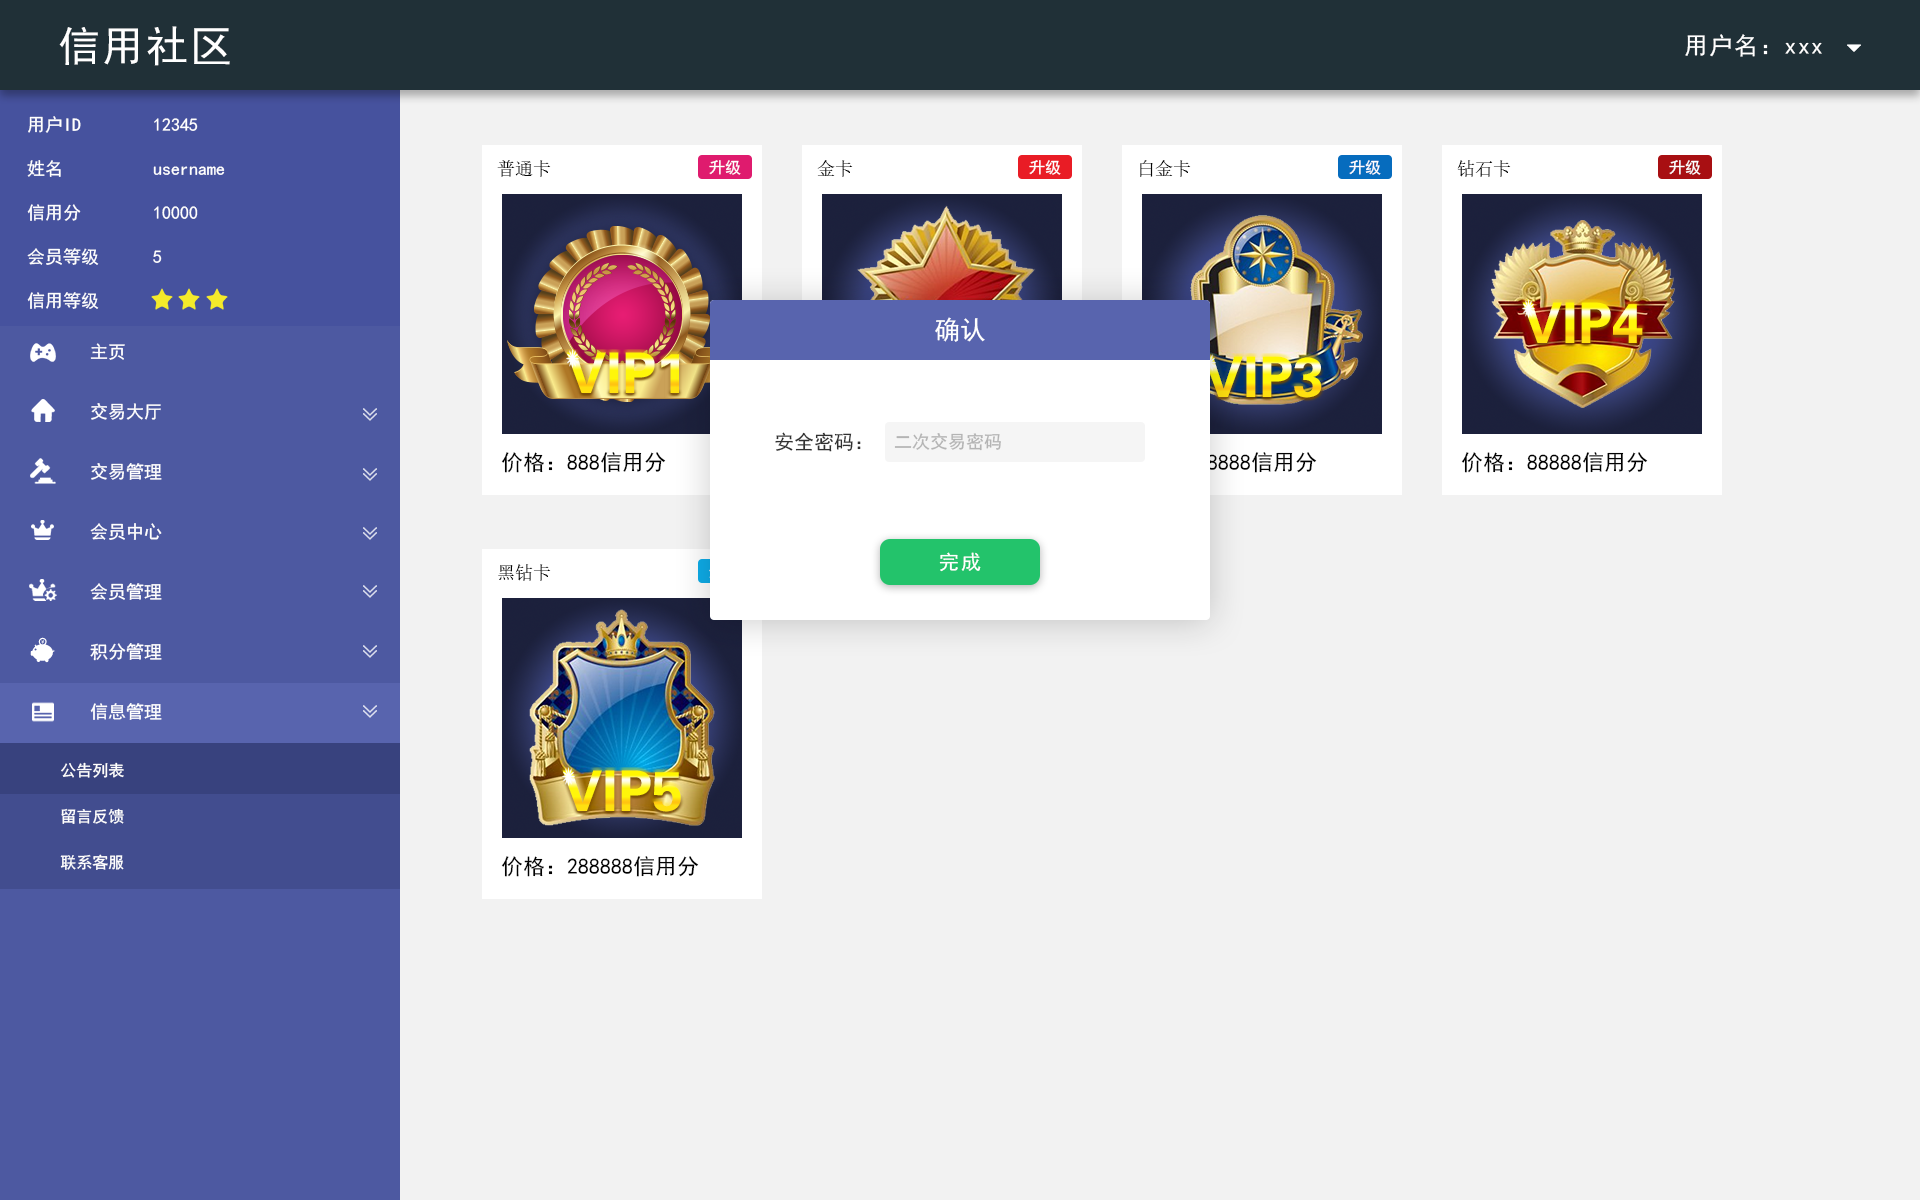 信用社区
用户名：xxx
用户ID 12345
姓名 username
信用分 10000
会员等级 5
信用等级
主页
交易大厅
交易管理
会员中心
会员管理
积分管理
信息管理
公告列表
留言反馈
联系客服
普通卡 升级
金卡 升级
白金卡 升级
钻石卡 升级
VIP1
VIP3
VIP4
价格：888信用分
8888信用分
价格：88888信用分
确认
安全密码： 二次交易密码
完成
黑钻卡
VIP5
价格：288888信用分